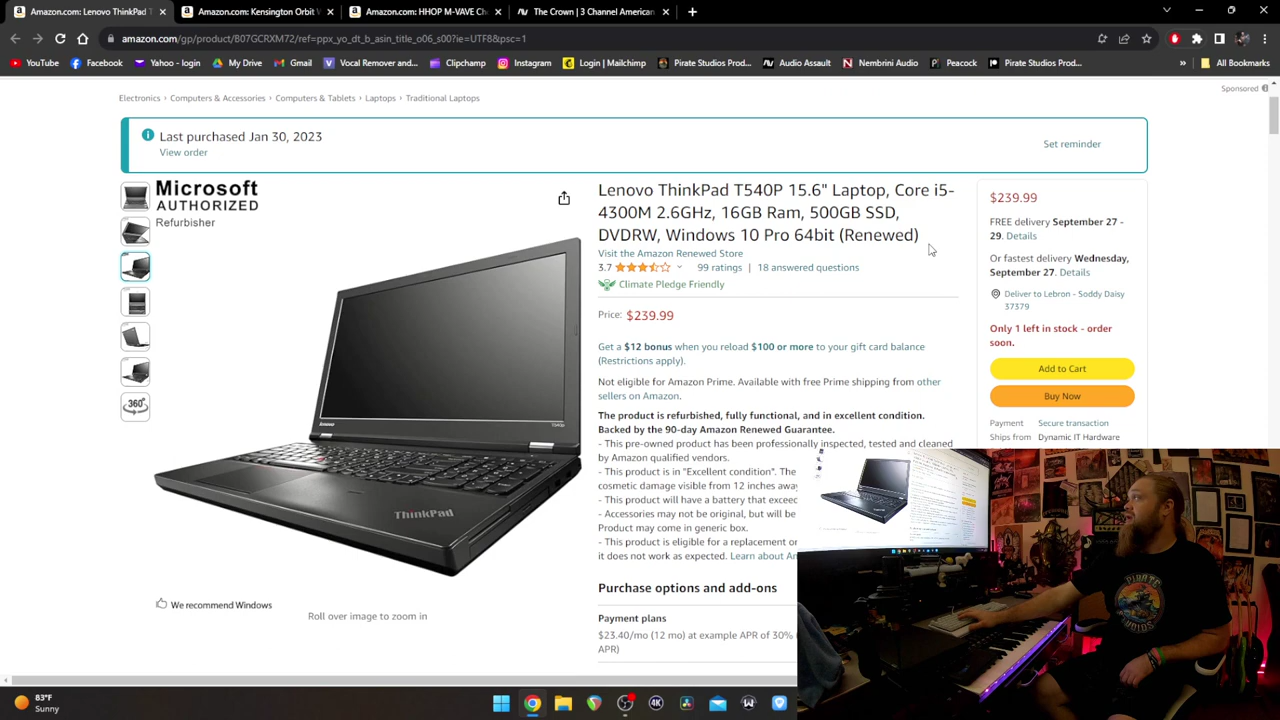 Amazon.com: Lenovo ThinkPad T5
Amazon.com: Kensington Orbit W
Amazon.com: HHOP M-VAVE Ch
The Crown | 3 Channel American
amazon.com/gp/product/B07GCRXM72/ref=ppx_yo_dt_b_asin_title_o06_s00?ie=UTF8&psc=1
YouTube
Facebook
Yahoo - login
My Drive
Gmail
Vocal Remover and...
Clipchamp
Instagram
Login | Mailchimp
Pirate Studios Prod...
Audio Assault
Nembrini Audio
Peacock
Pirate Studios Prod...
»
All Bookmarks
Electronics › Computers & Accessories › Computers & Tablets › Laptops › Traditional Laptops
Sponsored
Last purchased Jan 30, 2023
View order
Set reminder
Microsoft
AUTHORIZED
Refurbisher
lenovo
T540p
ThinkPad
360°
We recommend Windows
Roll over image to zoom in
Lenovo ThinkPad T540P 15.6" Laptop, Core i5-
4300M 2.6GHz, 16GB Ram, 500GB SSD,
DVDRW, Windows 10 Pro 64bit (Renewed)
Visit the Amazon Renewed Store
3.7 99 ratings | 18 answered questions
Climate Pledge Friendly
Price: $239.99
Get a $12 bonus when you reload $100 or more to your gift card balance
(Restrictions apply).
Not eligible for Amazon Prime. Available with free Prime shipping from other
sellers on Amazon.
The product is refurbished, fully functional, and in excellent condition.
Backed by the 90-day Amazon Renewed Guarantee.
- This pre-owned product has been professionally inspected, tested and cleaned
by Amazon qualified vendors.
- This product is in "Excellent condition". The
cosmetic damage visible from 12 inches awa
- This product will have a battery that exceed
- Accessories may not be original, but will be
Product may come in generic box.
- This product is eligible for a replacement or
it does not work as expected. Learn about Am
Purchase options and add-ons
Payment plans
$23.40/mo (12 mo) at example APR of 30% (
APR)
$239.99
FREE delivery September 27 -
29. Details
Or fastest delivery Wednesday,
September 27. Details
Deliver to Lebron - Soddy Daisy
37379
Only 1 left in stock - order
soon.
Add to Cart
Buy Now
Payment Secure transaction
Ships from Dynamic IT Hardware
PIRATE
STUDIOS
83°F
Sunny
4K